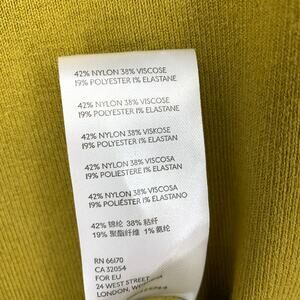 42% NYLON 38% VISCOSE
19% POLYESTER 1% ELASTANE
42% NYLON 38% VISCOSE
19% POLYESTER 1% ELASTANE
42% NYLON 38% VISKOSE
19% POLYESTER 1% ELASTAN
42% NYLON 38% VISCOSA
19% POLIESTERE 1% ELASTAN
42% NYLON 38% VISCOSA
19% POLIÉSTER 1% ELASTANO
42% 锦纶 38% 粘纤
19% 聚酯纤维 1% 氨纶
RN 66170
CA 32054
FOR EU
24 WEST STREET
LONDON,